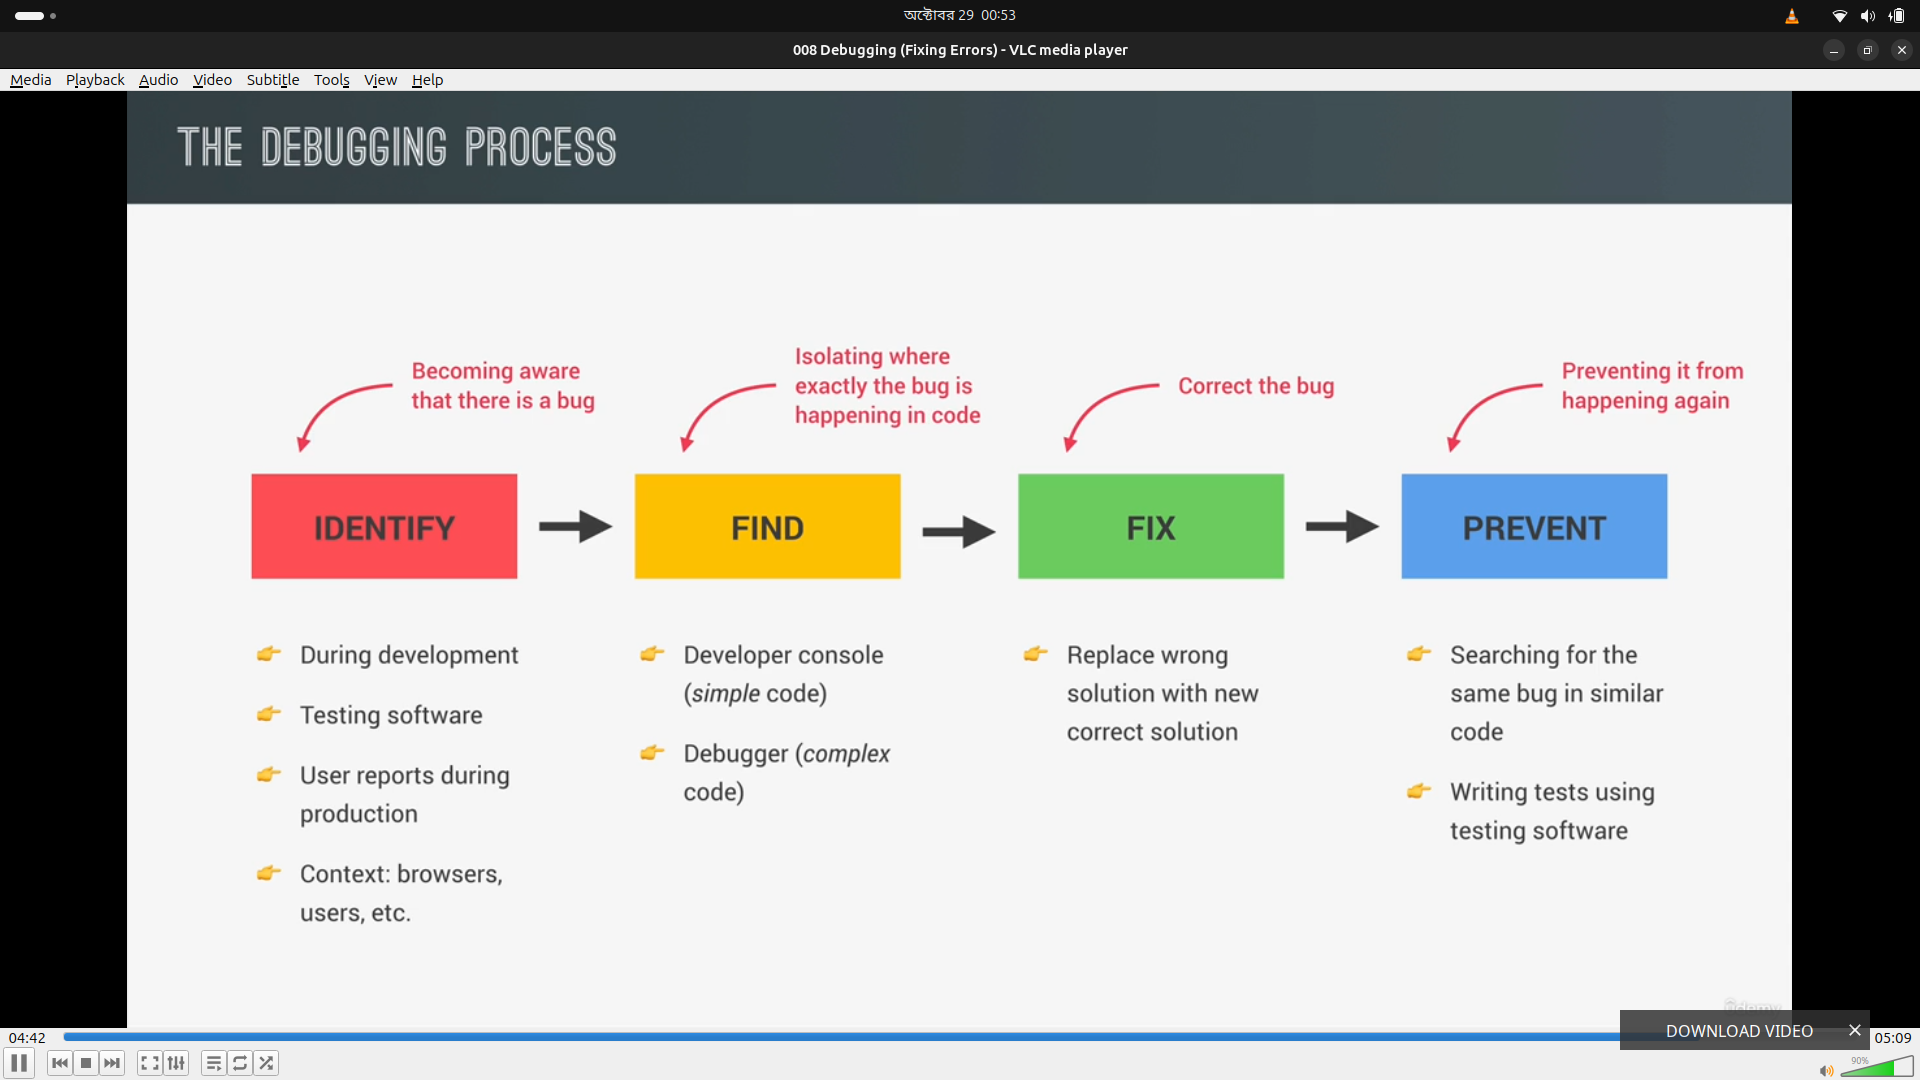 অক্টোবর 29 00:53
008 Debugging (Fixing Errors) - VLC media player
Media Playback Audio Video Subtitle Tools View Help
THE DEBUGGING PROCESS
Becoming aware
that there is a bug
Isolating where
exactly the bug is
happening in code
Correct the bug
Preventing it from
happening again
IDENTIFY
FIND
FIX
PREVENT
During development
Testing software
User reports during
production
Context: browsers,
users, etc.
Developer console
(simple code)
Debugger (complex
code)
Replace wrong
solution with new
correct solution
Searching for the
same bug in similar
code
Writing tests using
testing software
DOWNLOAD VIDEO
04:42
05:09
90%